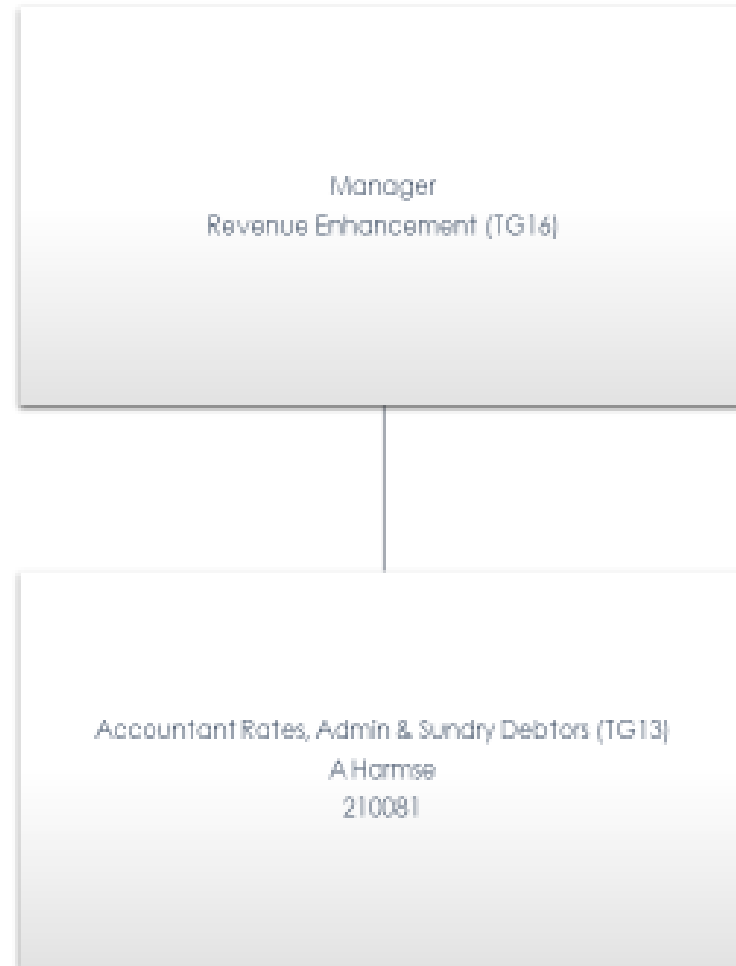 Manager
Revenue Enhancement (TG16)
Accountant Rates, Admin & Sundry Debtors (TG13)
A Harmse
210081